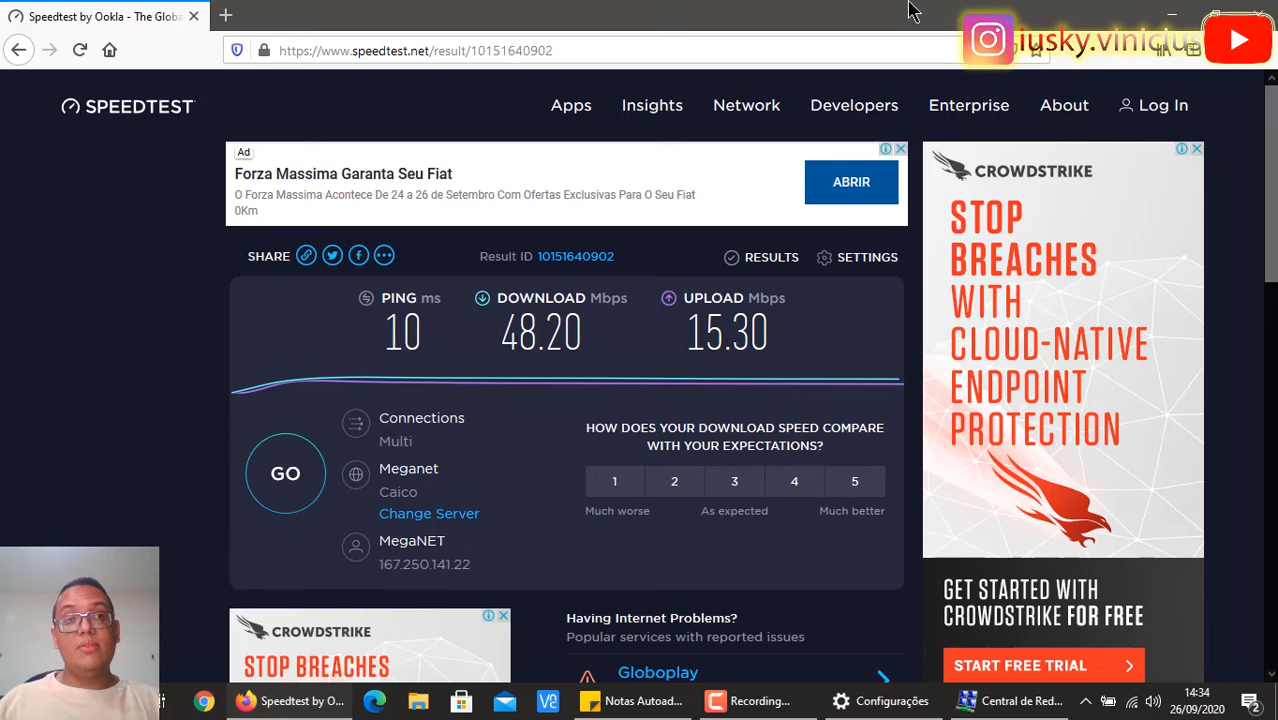 Speedtest by Ookla - The Globa
iusky.vinicius
https://www.speedtest.net/result/10151640902
SPEEDTEST
Apps
Insights
Network
Developers
Enterprise
About
Log In
Ad
Forza Massima Garanta Seu Fiat
O Forza Massima Acontece De 24 a 26 de Setembro Com Ofertas Exclusivas Para O Seu Fiat
0Km
ABRIR
CROWDSTRIKE
STOP
BREACHES
WITH
CLOUD-NATIVE
ENDPOINT
PROTECTION
GET STARTED WITH
CROWDSTRIKE FOR FREE
START FREE TRIAL
SHARE
Result ID 10151640902
RESULTS
SETTINGS
PING ms
DOWNLOAD Mbps
UPLOAD Mbps
10
48.20
15.30
GO
Connections
Multi
Meganet
Caico
Change Server
MegaNET
167.250.141.22
HOW DOES YOUR DOWNLOAD SPEED COMPARE
WITH YOUR EXPECTATIONS?
1 2 3 4 5
Much worse As expected Much better
CROWDSTRIKE
STOP BREACHES
Having Internet Problems?
Popular services with reported issues
Globoplay
Speedtest by O...
Notas Autoad...
Recording...
Configurações
Central de Red...
14:34
26/09/2020
2